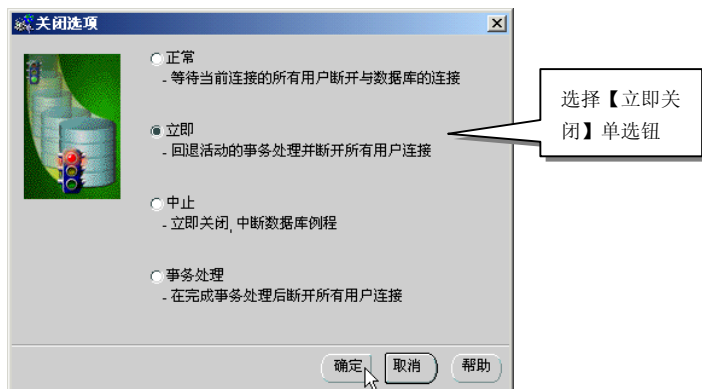 关闭选项
正常
- 等待当前连接的所有用户断开与数据库的连接
立即
- 回退活动的事务处理并断开所有用户连接
中止
- 立即关闭, 中断数据库例程
事务处理
- 在完成事务处理后断开所有用户连接
确定
取消
帮助
选择【立即关
闭】单选钮